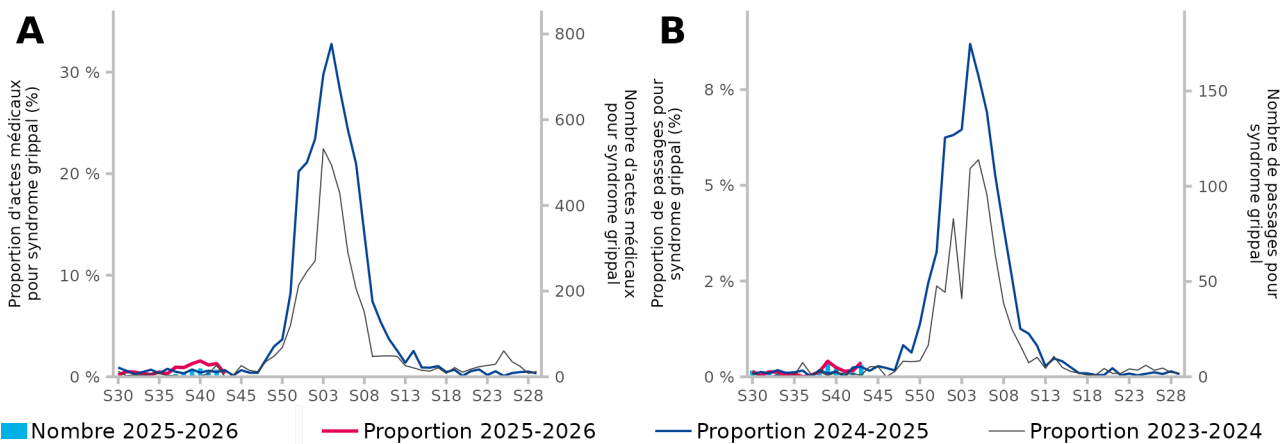 A
Proportion d'actes médicaux
pour syndrome grippal (%)
30 %
20 %
10 %
0 %
800
600
400
200
0
Nombre d'actes médicaux
pour syndrome grippal
S30 S35 S40 S45 S50 S03 S08 S13 S18 S23 S28
B
Proportion de passages pour
syndrome grippal (%)
8 %
5 %
2 %
0 %
150
100
50
0
Nombre de passages pour
syndrome grippal
S30 S35 S40 S45 S50 S03 S08 S13 S18 S23 S28
Nombre 2025-2026 Proportion 2025-2026 Proportion 2024-2025 Proportion 2023-2024